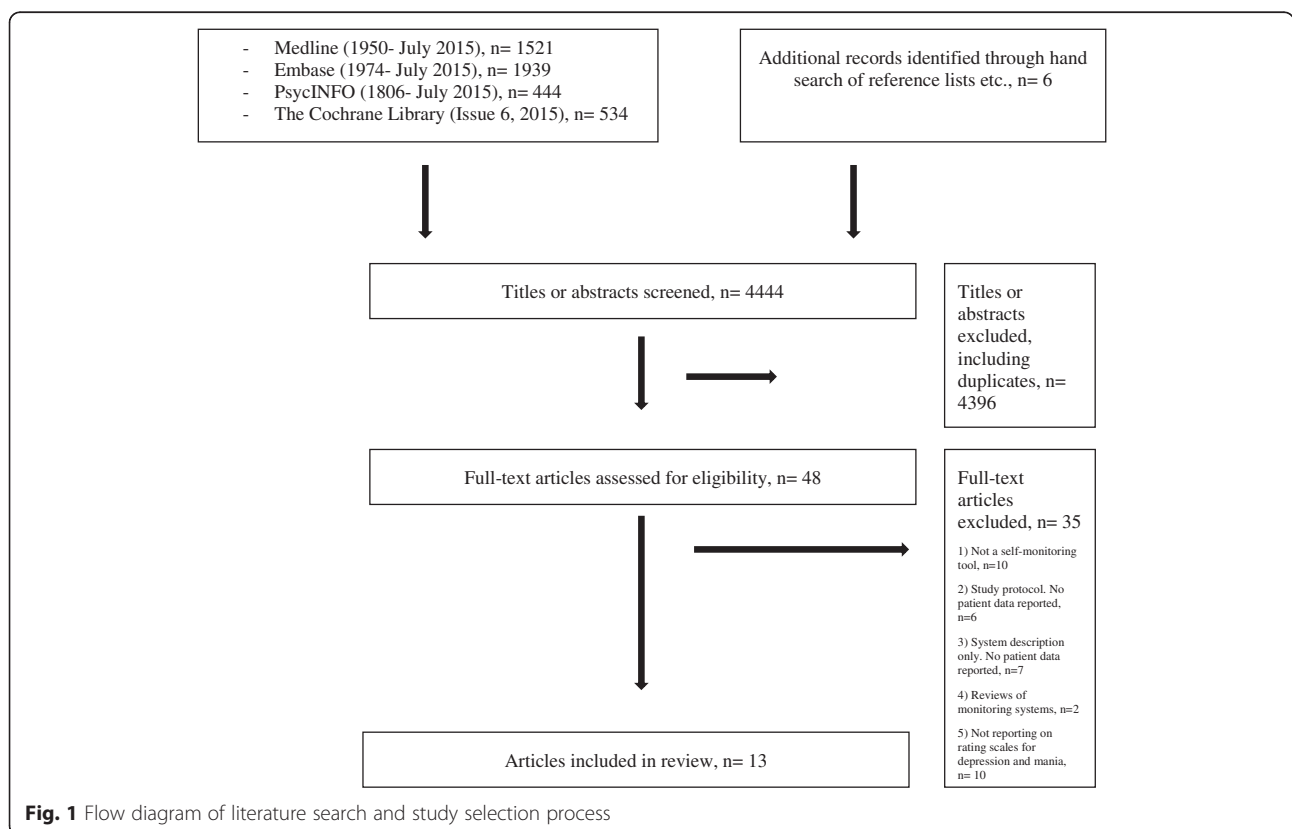 - Medline (1950- July 2015), n= 1521
- Embase (1974- July 2015), n= 1939
- PsycINFO (1806- July 2015), n= 444
- The Cochrane Library (Issue 6, 2015), n= 534
Additional records identified through hand
search of reference lists etc., n= 6
Titles or abstracts screened, n= 4444
Titles or
abstracts
excluded,
including
duplicates, n=
4396
Full-text articles assessed for eligibility, n= 48
Full-text
articles
excluded, n= 35
1) Not a self-monitoring
tool, n=10
2) Study protocol. No
patient data reported,
n=6
3) System description
only. No patient data
reported, n=7
4) Reviews of
monitoring systems, n=2
5) Not reporting on
rating scales for
depression and mania,
n= 10
Articles included in review, n= 13
Fig. 1 Flow diagram of literature search and study selection process